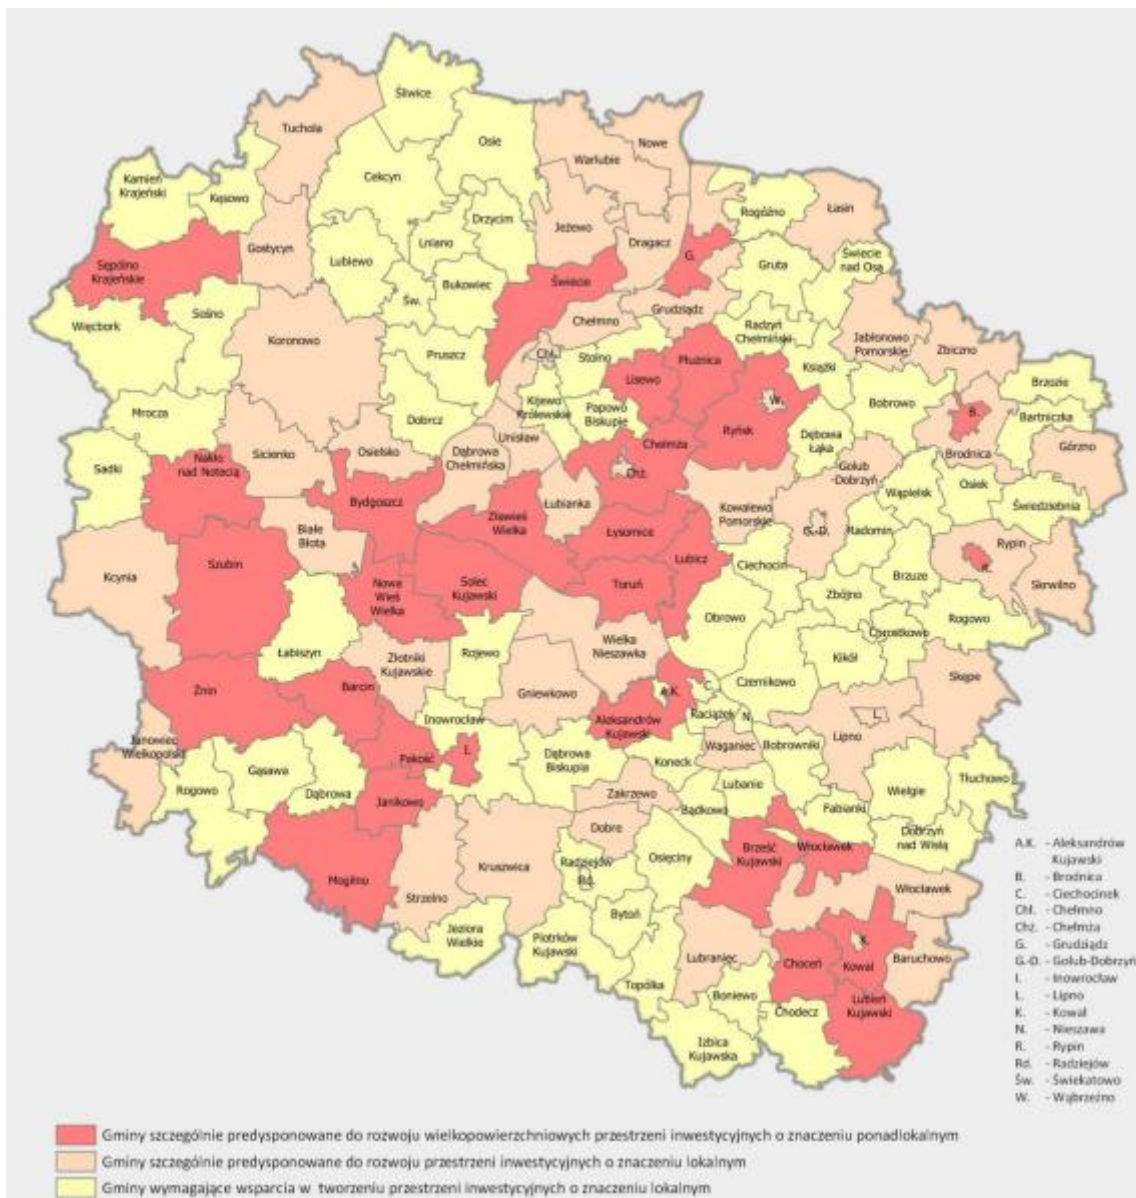 Śliwice
Tuchola
Osie
Nowe
Warlubie
Cekcyn
Kamień
Krajeński
Kęsowo
Rogóźno
Łasin
Drzycim
Lniano
Jeżewo
Gostycyn
Dragacz
Świecie
nad Osą
G.
Lubiewo
Sępólno
Krajeńskie
Gruta
Bukowiec
Świecie
Św.
Grudziądz
Sośno
Więcbork
Chełmno
Radzyń
Chełmiński
Koronowo
Jabłonowo
Pomorskie
Zbiczno
Pruszcz
Chł.
Stolno
Płużnica
Książki
Lisewo
Brzozie
Bobrowo
Kijewo
Królewskie
Papowo
Biskupie
W.
B.
Bartniczka
Mrocza
Dobrcz
Unisław
Ryńsk
Chełmża
Dębowa
Łąka
Brodnica
Górzno
Sicienko
Osielsko
Dąbrowa
Chełmińska
Golub
-Dobrzyń
Sadki
Nakło
nad Notecią
Chż.
Osiek
Wąpielsk
Bydgoszcz
Łubianka
Świedziebnia
Kowalewo
Pomorskie
Zławieś
Wielka
Białe
Błota
G.-D.
Radomin
Łysomice
Rypin
R.
Lubicz
Ciechocin
Szubin
Kcynia
Brzuze
Skrwilno
Nowa
Wieś
Wielka
Solec
Kujawski
Toruń
Zbójno
Obrowo
Rogowo
Chrostkowo
Łabiszyn
Złotniki
Kujawskie
Rojewo
Wielka
Nieszawka
Kikół
Skępe
Czernikowo
Żnin
Barcin
Gniewkowo
A.K.
C.
Inowrocław
Aleksandrów
Kujawski
Raciążek
N.
L.
Lipno
Janowiec
Wielkopolski
Pakość
I.
Waganiec
Bobrowniki
Dąbrowa
Biskupia
Koneck
Gąsawa
Tłuchowo
Rogowo
Dąbrowa
Janikowo
Zakrzewo
Lubanie
Wielgie
Bądkowo
Fabianki
Dobre
Dobrzyń
nad Wisłą
Brześć
Kujawski
Włocławek
Osięciny
Radziejów
Rd.
Kruszwica
Mogilno
Strzelno
Włocławek
Bytoń
Jeziora
Wielkie
Piotrków
Kujawski
K.
Lubraniec
Choceń
Kowal
Baruchowo
Topólka
Boniewo
Lubień
Kujawski
Chodecz
Izbica
Kujawska
A.K. - Aleksandrów
Kujawski
B. - Brodnica
C. - Ciechocinek
Chł. - Chełmno
Chż. - Chełmża
G. - Grudziądz
G.-D. - Golub-Dobrzyń
I. - Inowrocław
L. - Lipno
K. - Kowal
N. - Nieszawa
R. - Rypin
Rd. - Radziejów
Św. - Świekatowo
W. - Wąbrzeźno
Gminy szczególnie predysponowane do rozwoju wielkopowierzchniowych przestrzeni inwestycyjnych o znaczeniu ponadlokalnym
Gminy szczególnie predysponowane do rozwoju przestrzeni inwestycyjnych o znaczeniu lokalnym
Gminy wymagające wsparcia w tworzeniu przestrzeni inwestycyjnych o znaczeniu lokalnym